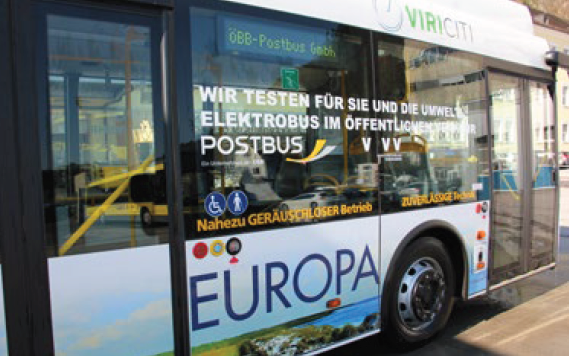 VIRICITI
ÖBB-Postbus GmbH
WIR TESTEN FÜR SIE UND DIE UMWELT
ELEKTROBUS IM ÖFFENTLICHEN
POSTBUS VVV
Nahezu GERÄUSCHLOSER Betrieb
ZUVERLÄSSIGE Technik
EUROPA